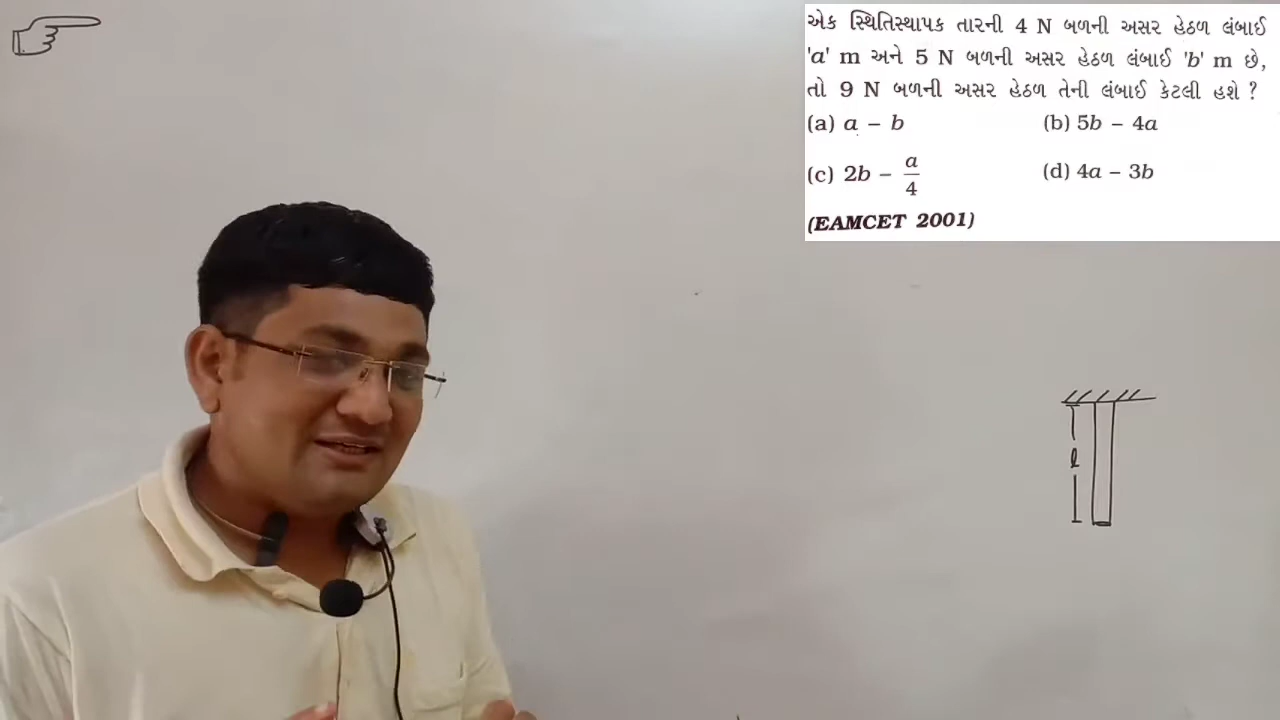 એક સ્થિતિસ્થાપક તારની 4 N બળની અસર હેઠળ લંબાઈ
'a' m અને 5 N બળની અસર હેઠળ લંબાઈ 'b' m છે,
તો 9 N બળની અસર હેઠળ તેની લંબાઈ કેટલી હશે ?
(a) a – b (b) 5b – 4a
(c) 2b – a/4 (d) 4a – 3b
(EAMCET 2001)
l